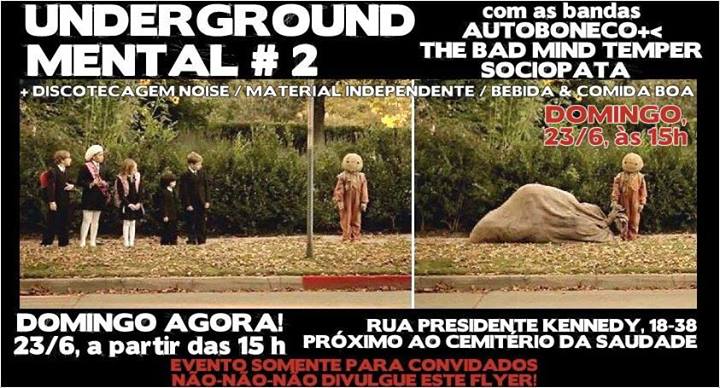 UNDERGROUND
MENTAL # 2
com as bandas
AUTOBONECO+<
THE BAD MIND TEMPER
SOCIOPATA
+ DISCOTECAGEM NOISE / MATERIAL INDEPENDENTE / BEBIDA & COMIDA BOA
DOMINGO,
23/6, às 15h
DOMINGO AGORA!
23/6, a partir das 15 h
RUA PRESIDENTE KENNEDY, 18-38
PRÓXIMO AO CEMITÉRIO DA SAUDADE
EVENTO SOMENTE PARA CONVIDADOS
NÃO-NÃO-NÃO DIVULGUE ESTE FLYER!